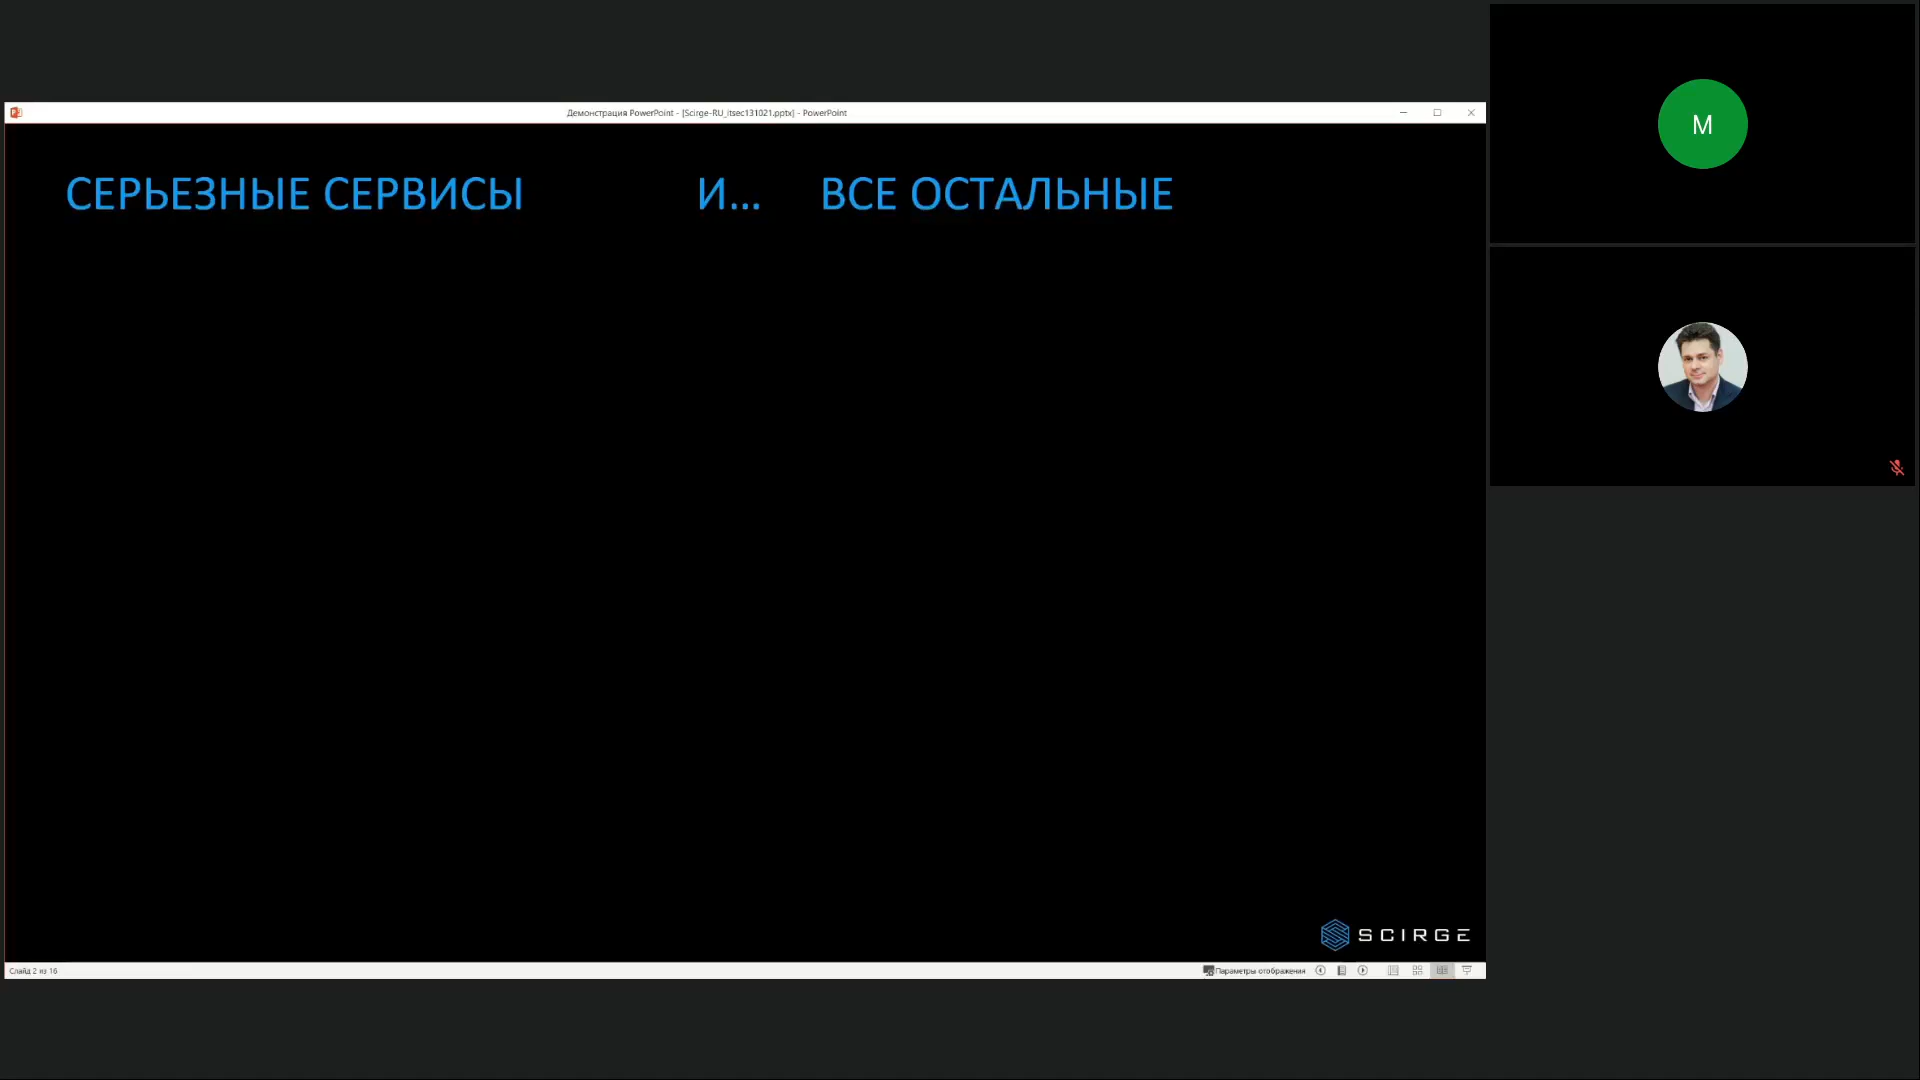 Демонстрация PowerPoint - [Scirge-RU_itsec131021.pptx] - PowerPoint
СЕРЬЕЗНЫЕ СЕРВИСЫ И... ВСЕ ОСТАЛЬНЫЕ
M
SCIRGE
Слайд 2 из 16
Параметры отображения